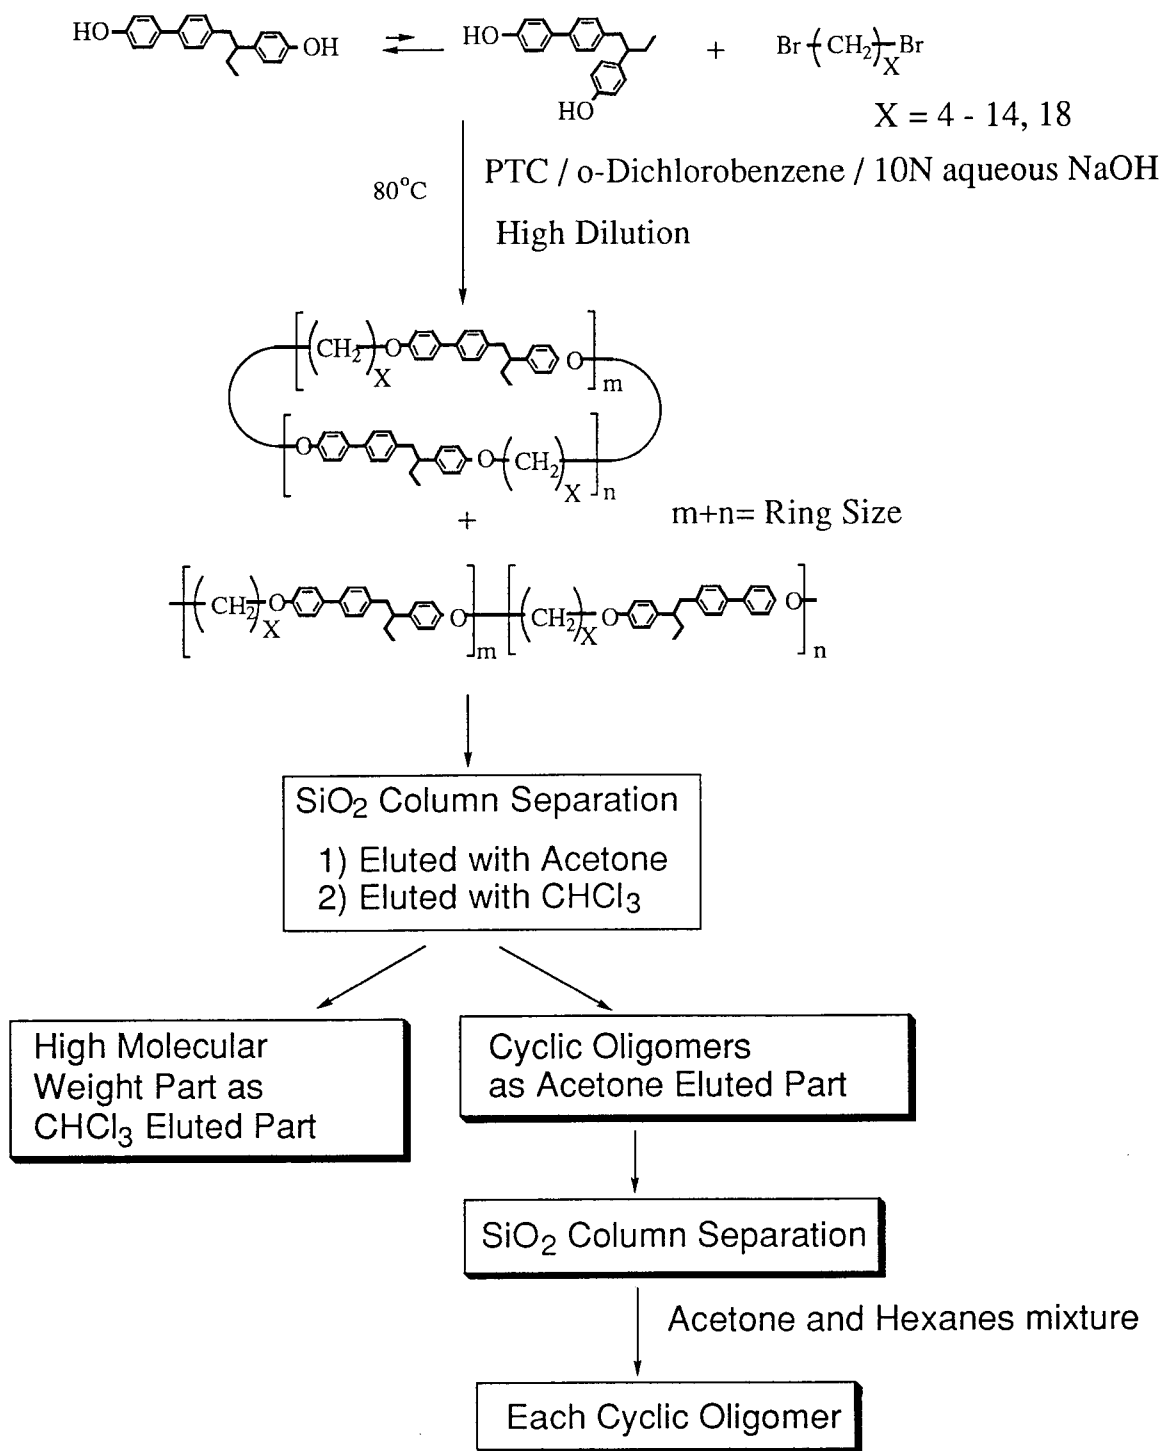 HO OH HO HO + Br-(CH2)X-Br
X = 4 - 14, 18
80°C PTC / o-Dichlorobenzene / 10N aqueous NaOH
High Dilution
[(CH2)X-O O]m
[O O-(CH2)X]n
+ m+n= Ring Size
[(CH2)X-O O]m[(CH2)X-O O]n
SiO2 Column Separation
1) Eluted with Acetone
2) Eluted with CHCl3
High Molecular
Weight Part as
CHCl3 Eluted Part
Cyclic Oligomers
as Acetone Eluted Part
SiO2 Column Separation
Acetone and Hexanes mixture
Each Cyclic Oligomer